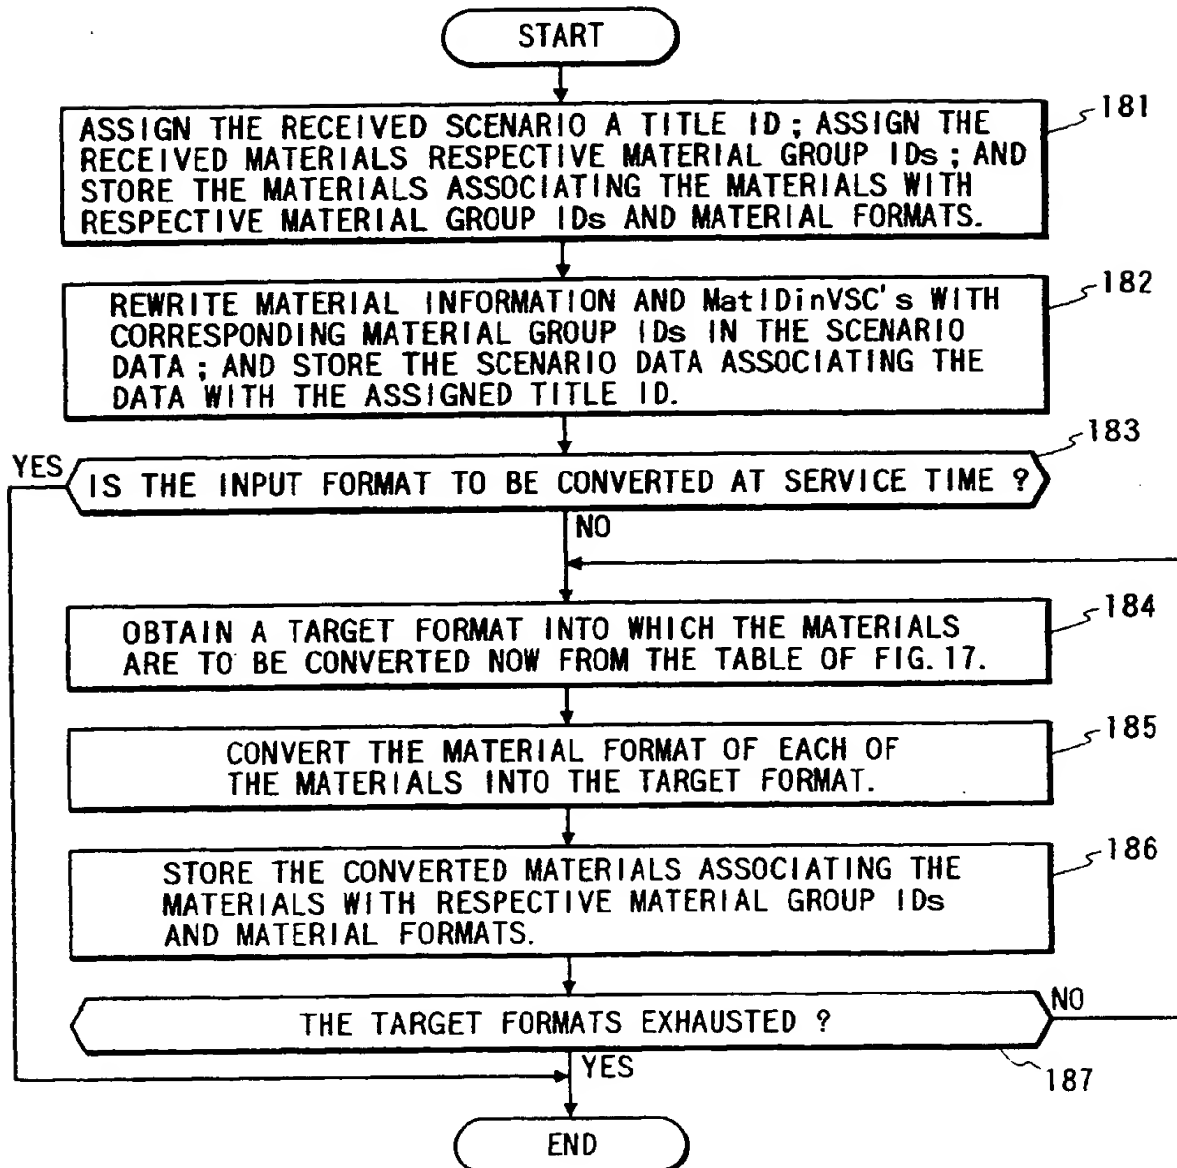 START
181
ASSIGN THE RECEIVED SCENARIO A TITLE ID ; ASSIGN THE
RECEIVED MATERIALS RESPECTIVE MATERIAL GROUP IDs ; AND
STORE THE MATERIALS ASSOCIATING THE MATERIALS WITH
RESPECTIVE MATERIAL GROUP IDs AND MATERIAL FORMATS.
182
REWRITE MATERIAL INFORMATION AND MatIDinVSC's WITH
CORRESPONDING MATERIAL GROUP IDs IN THE SCENARIO
DATA ; AND STORE THE SCENARIO DATA ASSOCIATING THE
DATA WITH THE ASSIGNED TITLE ID.
183
YES
IS THE INPUT FORMAT TO BE CONVERTED AT SERVICE TIME ?
NO
184
OBTAIN A TARGET FORMAT INTO WHICH THE MATERIALS
ARE TO BE CONVERTED NOW FROM THE TABLE OF FIG. 17.
185
CONVERT THE MATERIAL FORMAT OF EACH OF
THE MATERIALS INTO THE TARGET FORMAT.
186
STORE THE CONVERTED MATERIALS ASSOCIATING THE
MATERIALS WITH RESPECTIVE MATERIAL GROUP IDs
AND MATERIAL FORMATS.
NO
THE TARGET FORMATS EXHAUSTED ?
YES
187
END